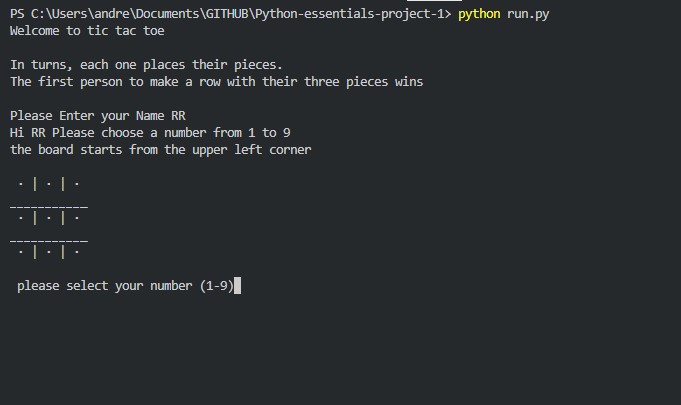 PS C:\Users\andre\Documents\GITHUB\Python-essentials-project-1> python run.py
Welcome to tic tac toe
In turns, each one places their pieces.
The first person to make a row with their three pieces wins
Please Enter your Name RR
Hi RR Please choose a number from 1 to 9
the board starts from the upper left corner
· | · | ·
___________
· | · | ·
___________
· | · | ·
please select your number (1-9)